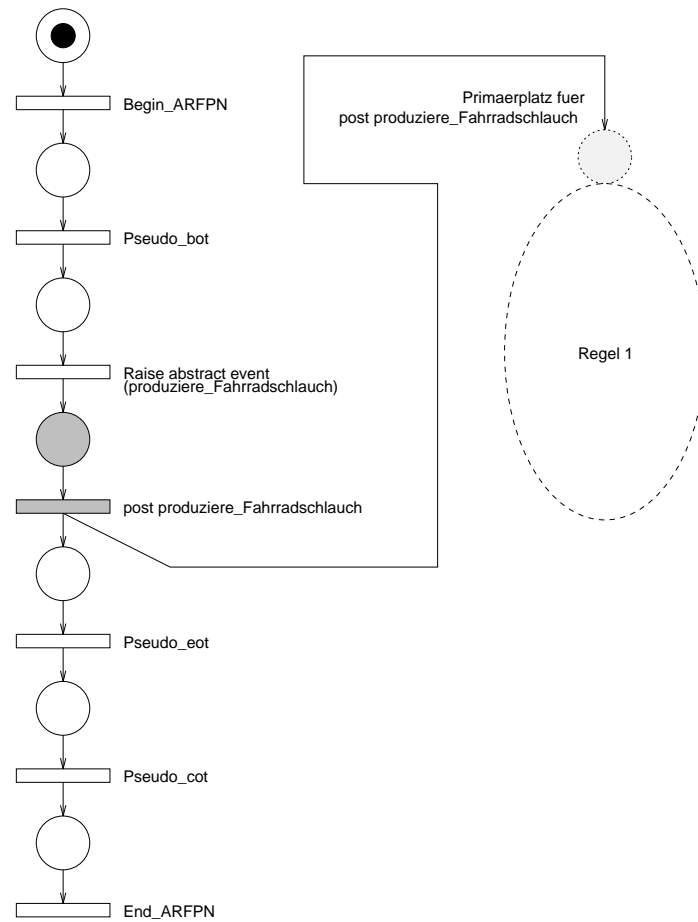 Begin_ARFPN
Primaerplatz fuer
post produziere_Fahrradschlauch
Pseudo_bot
Regel 1
Raise abstract event
(produziere_Fahrradschlauch)
post produziere_Fahrradschlauch
Pseudo_eot
Pseudo_cot
End_ARFPN